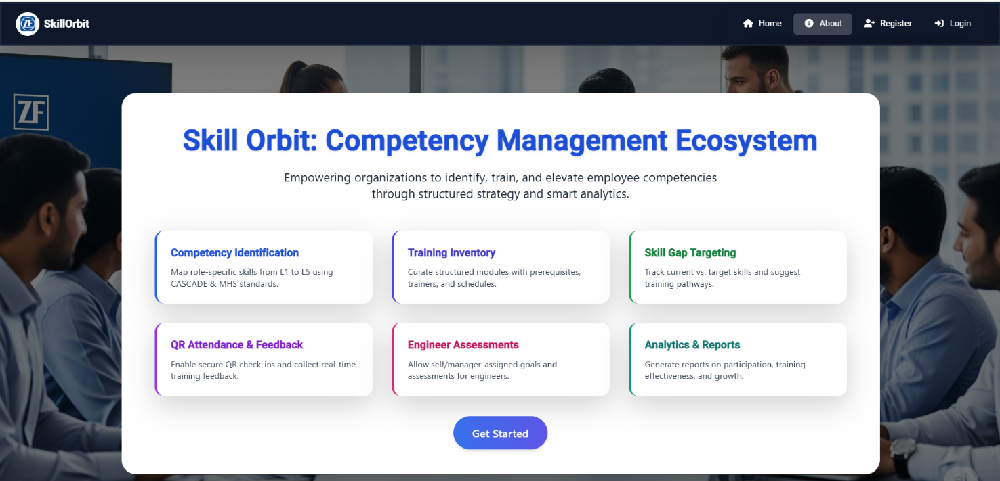 ZF SkillOrbit
Home
About
Register
Login
ZF
Skill Orbit: Competency Management Ecosystem
Empowering organizations to identify, train, and elevate employee competencies
through structured strategy and smart analytics.
Competency Identification
Map role-specific skills from L1 to L5 using
CASCADE & MHS standards.
Training Inventory
Curate structured modules with prerequisites,
trainers, and schedules.
Skill Gap Targeting
Track current vs. target skills and suggest
training pathways.
QR Attendance & Feedback
Enable secure QR check-ins and collect real-time
training feedback.
Engineer Assessments
Allow self/manager-assigned goals and
assessments for engineers.
Analytics & Reports
Generate reports on participation, training
effectiveness, and growth.
Get Started